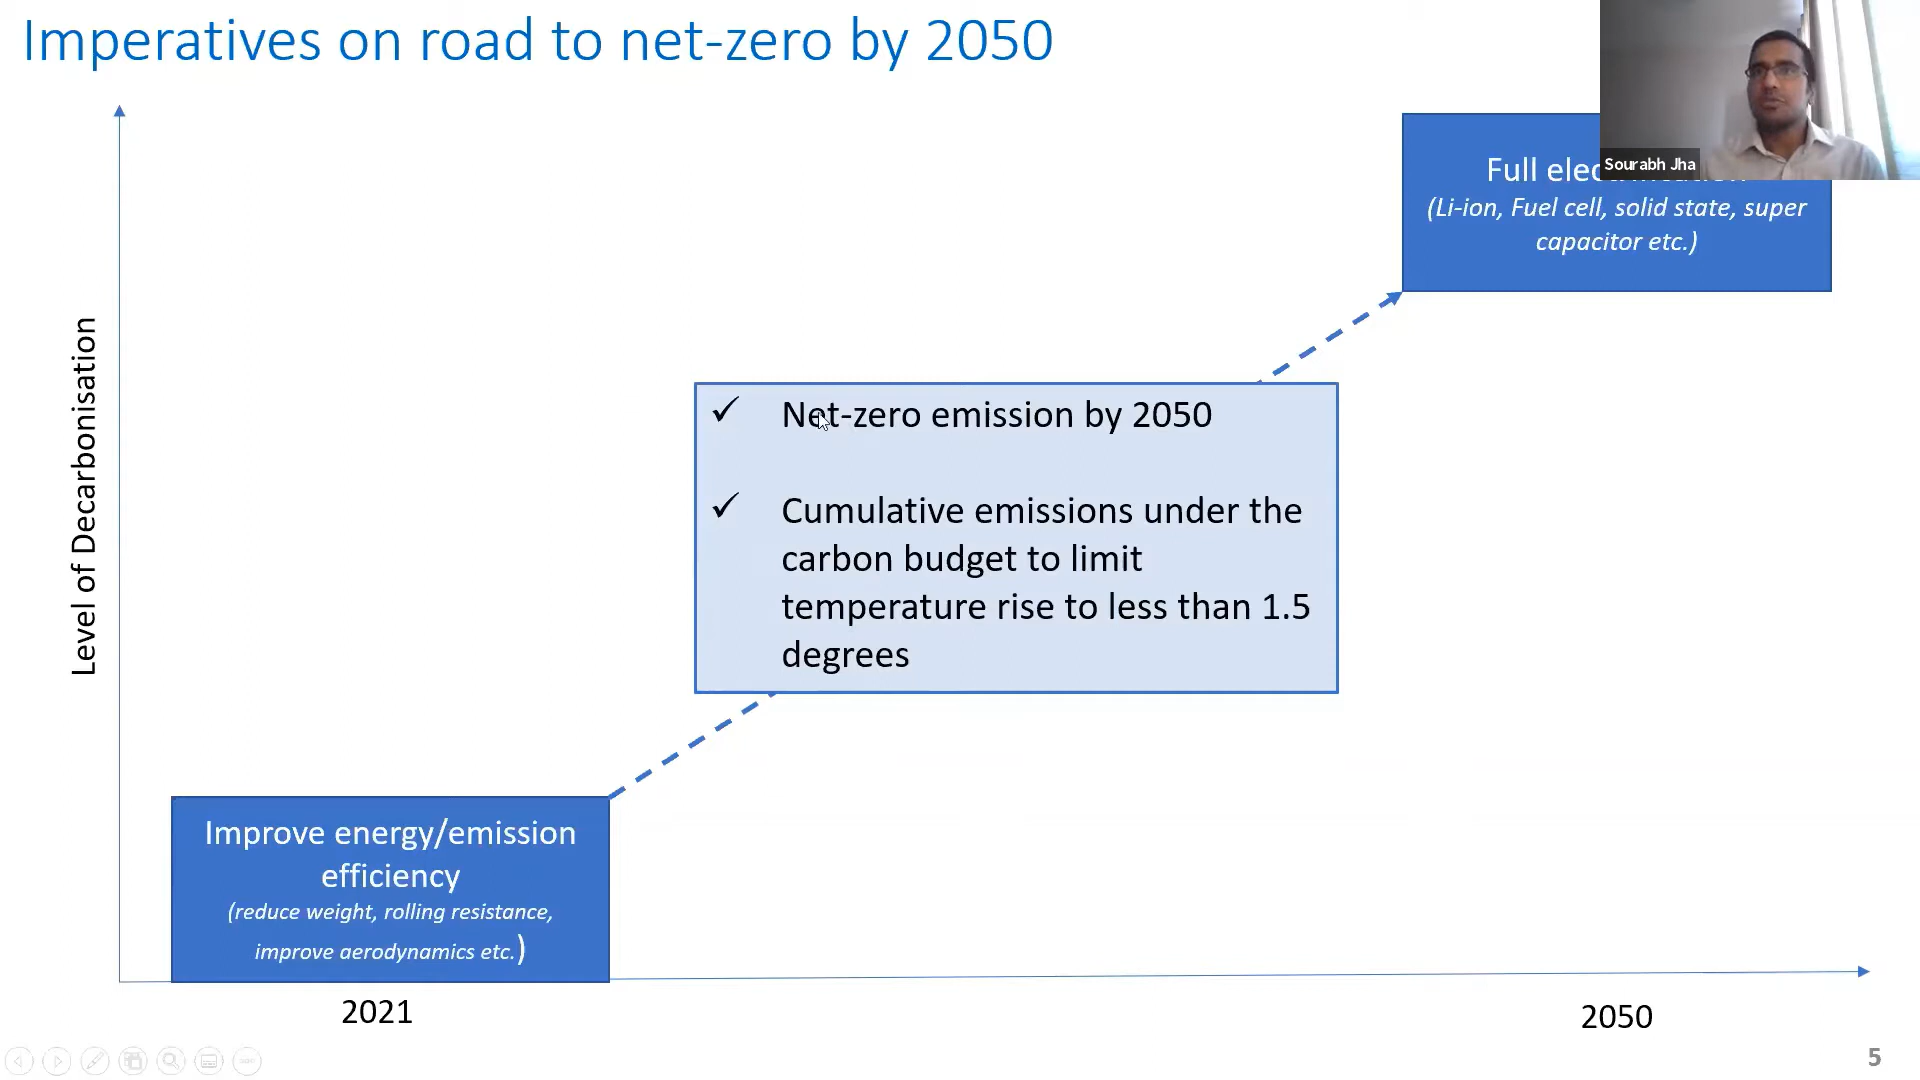 Imperatives on road to net-zero by 2050
Sourabh Jha
Full
(Li-ion, Fuel cell, solid state, super
capacitor etc.)
Level of Decarbonisation
✓ Net-zero emission by 2050
✓ Cumulative emissions under the
carbon budget to limit
temperature rise to less than 1.5
degrees
Improve energy/emission
efficiency
(reduce weight, rolling resistance,
improve aerodynamics etc.)
2021
2050
5